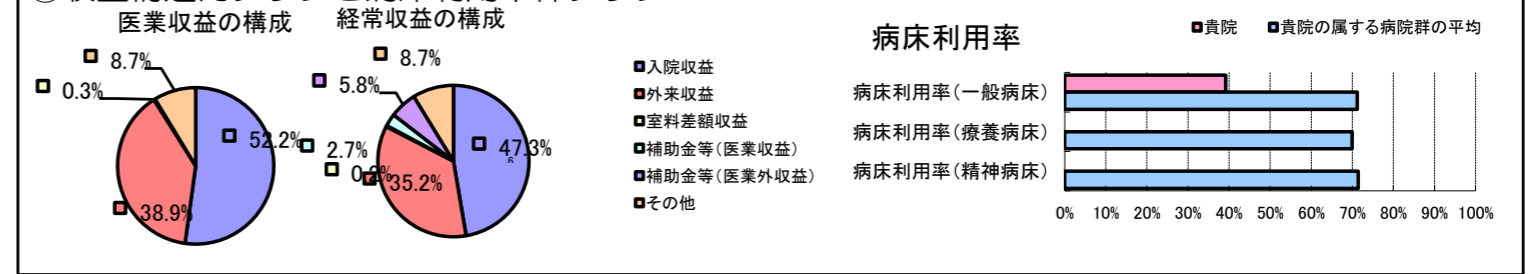 医業収益の構成
8.7%
0.3%
52.2%
38.9%
経常収益の構成
8.7%
5.8%
2.7%
0.2%
47.3%
35.2%
入院収益
外来収益
室料差額収益
補助金等(医業収益)
補助金等(医業外収益)
その他
病床利用率
貴院 貴院の属する病院群の平均
病床利用率(一般病床)
病床利用率(療養病床)
病床利用率(精神病床)
0% 10% 20% 30% 40% 50% 60% 70% 80% 90% 100%